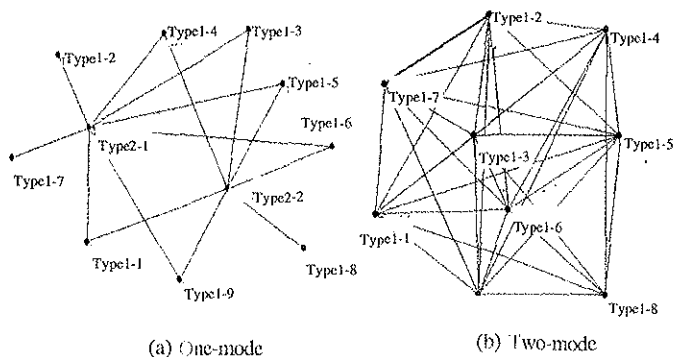 Type1-4
Type1-3
Type1-2
Type1-5
Type1-6
Type2-1
Type1-7
Type2-2
Type1-1
Type1-8
Type1-9
(a) One-mode
Type1-2
Type1-4
Type1-7
Type1-5
Type1-3
Type1-1
Type1-6
Type1-8
(b) Two-mode